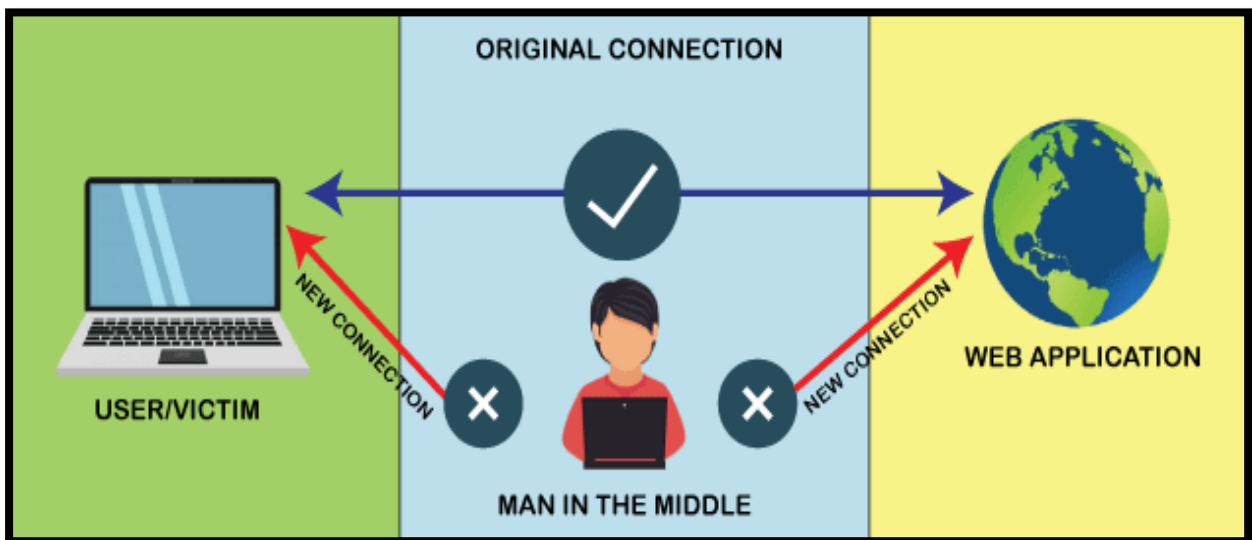 ORIGINAL CONNECTION
NEW CONNECTION
NEW CONNECTION
USER/VICTIM
WEB APPLICATION
MAN IN THE MIDDLE